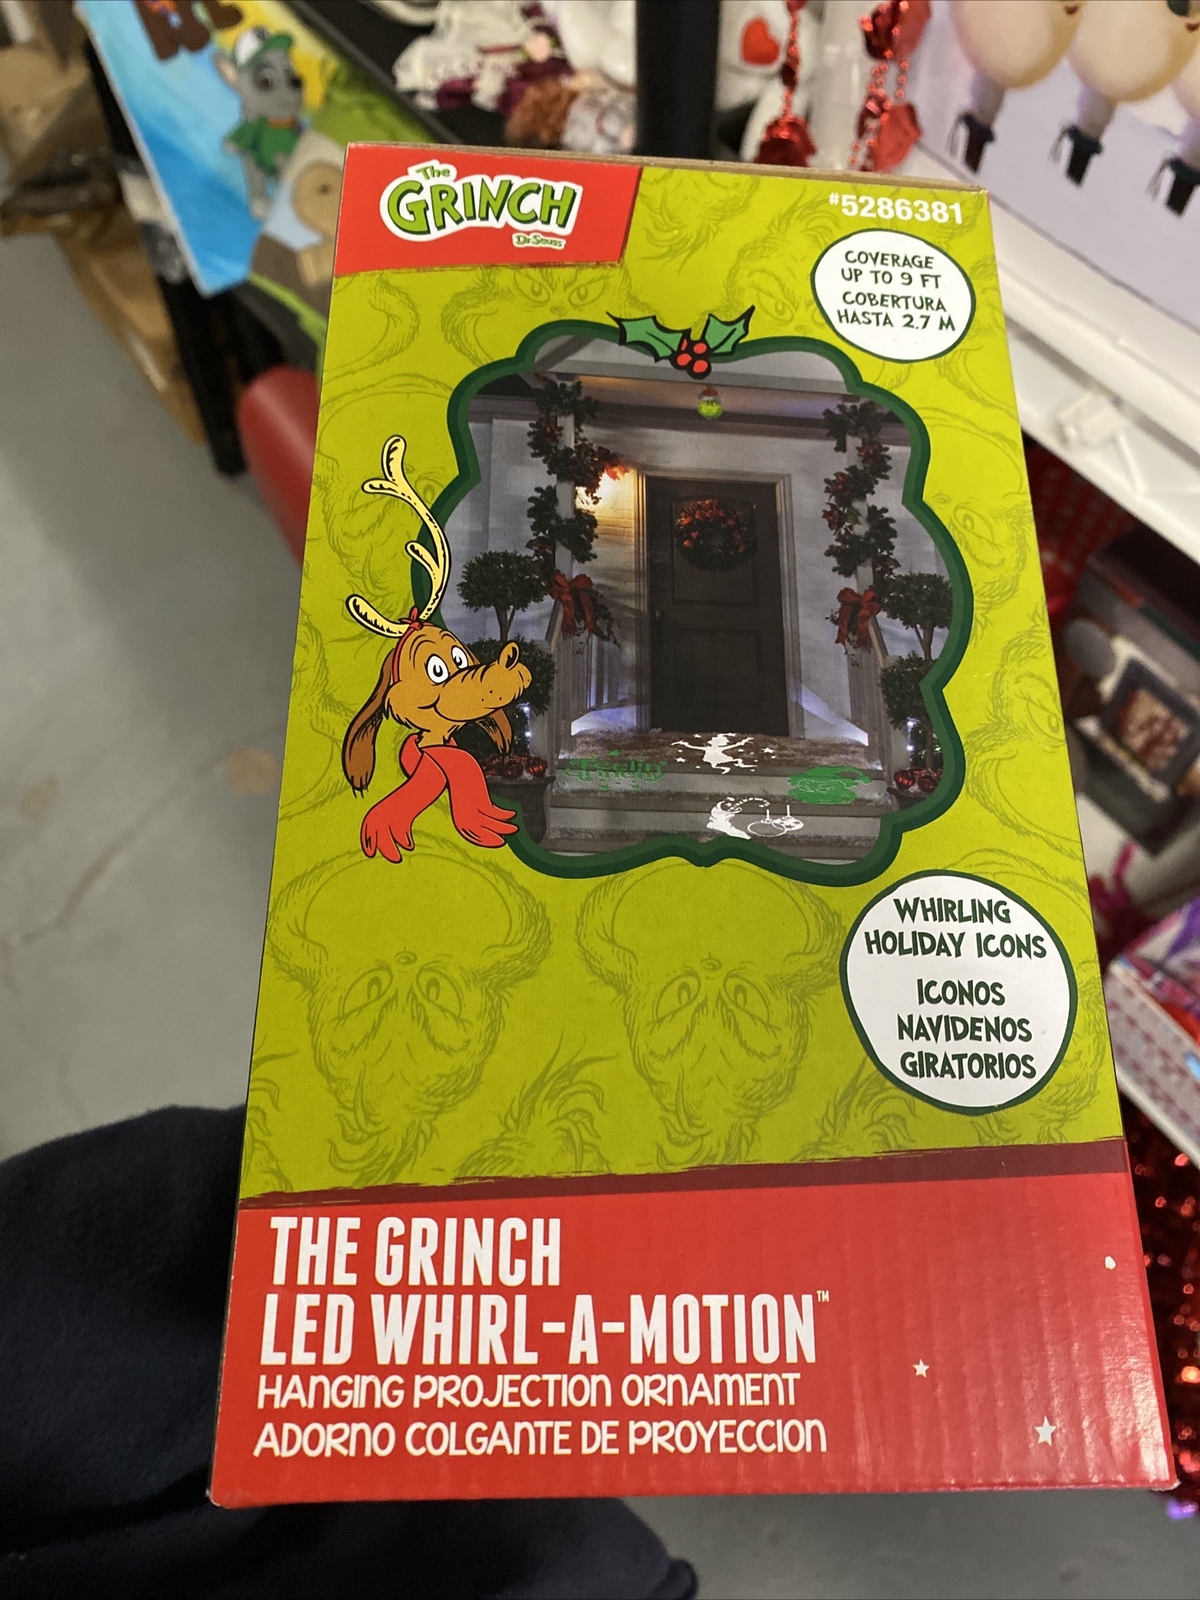 The
GRINCH
Dr. Seuss
#5286381
COVERAGE
UP TO 9 FT
COBERTURA
HASTA 2.7 M
WHIRLING
HOLIDAY ICONS
ICONOS
NAVIDENOS
GIRATORIOS
THE GRINCH
LED WHIRL-A-MOTION™
HANGING PROJECTION ORNAMENT
ADORNO COLGANTE DE PROYECCION